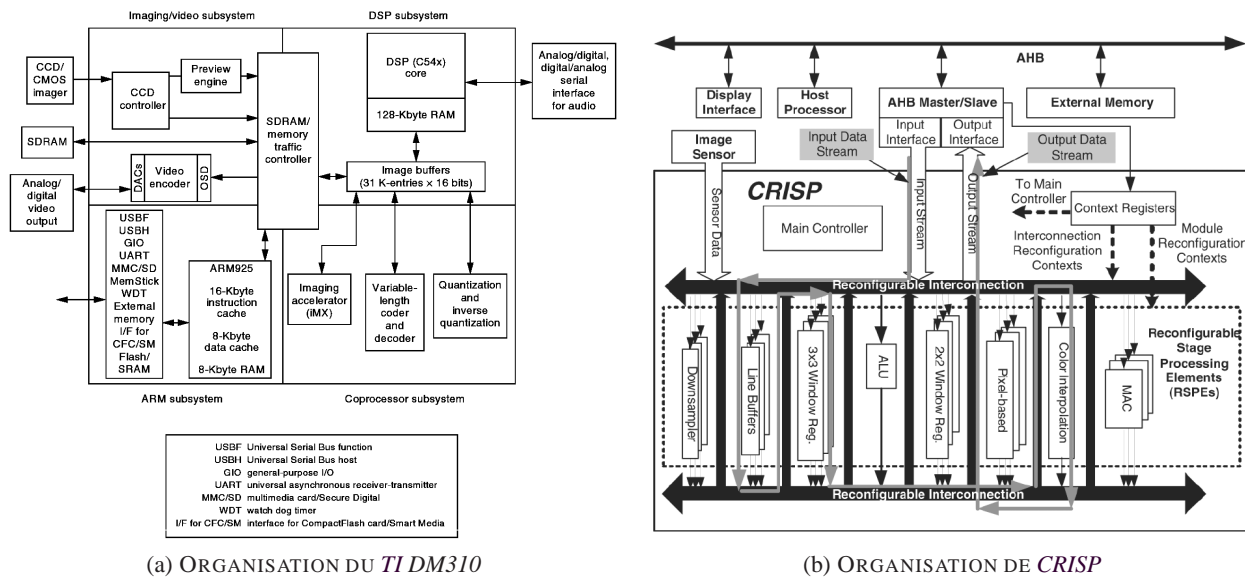 Imaging/video subsystem
DSP subsystem
CCD/
CMOS
imager
CCD
controller
Preview
engine
SDRAM
Analog/
digital
video
output
DACs
Video
encoder
OSD
SDRAM/
memory
traffic
controller
DSP (C54x)
core
128-Kbyte RAM
Analog/digital,
digital/analog
serial
interface
for audio
Image buffers
(31 K-entries × 16 bits)
USBF
USBH
GIO
UART
MMC/SD
MemStick
WDT
External
memory
I/F for
CFC/SM
Flash/
SRAM
ARM925
16-Kbyte
instruction
cache
8-Kbyte
data cache
8-Kbyte RAM
Imaging
accelerator
(iMX)
Variable-
length
coder
and
decoder
Quantization
and
inverse
quantization
ARM subsystem
Coprocessor subsystem
USBF Universal Serial Bus function
USBH Universal Serial Bus host
GIO general-purpose I/O
UART universal asynchronous receiver-transmitter
MMC/SD multimedia card/Secure Digital
WDT watch dog timer
I/F for CFC/SM interface for CompactFlash card/Smart Media
(a) ORGANISATION DU TI DM310
AHB
Display
Interface
Host
Processor
AHB Master/Slave
Input
Interface
Output
Interface
External Memory
Image
Sensor
Input Data
Stream
Output Data
Stream
Sensor Data
CRISP
Main Controller
Input Stream
Output Stream
To Main
Controller
Context Registers
Interconnection
Reconfiguration
Contexts
Module
Reconfiguration
Contexts
Reconfigurable Interconnection
Downsampler
Line Buffers
3x3 Window Reg.
ALU
2x2 Window Reg.
Pixel-based
Color Interpolation
MAC
Reconfigurable
Stage
Processing
Elements
(RSPEs)
Reconfigurable Interconnection
(b) ORGANISATION DE CRISP